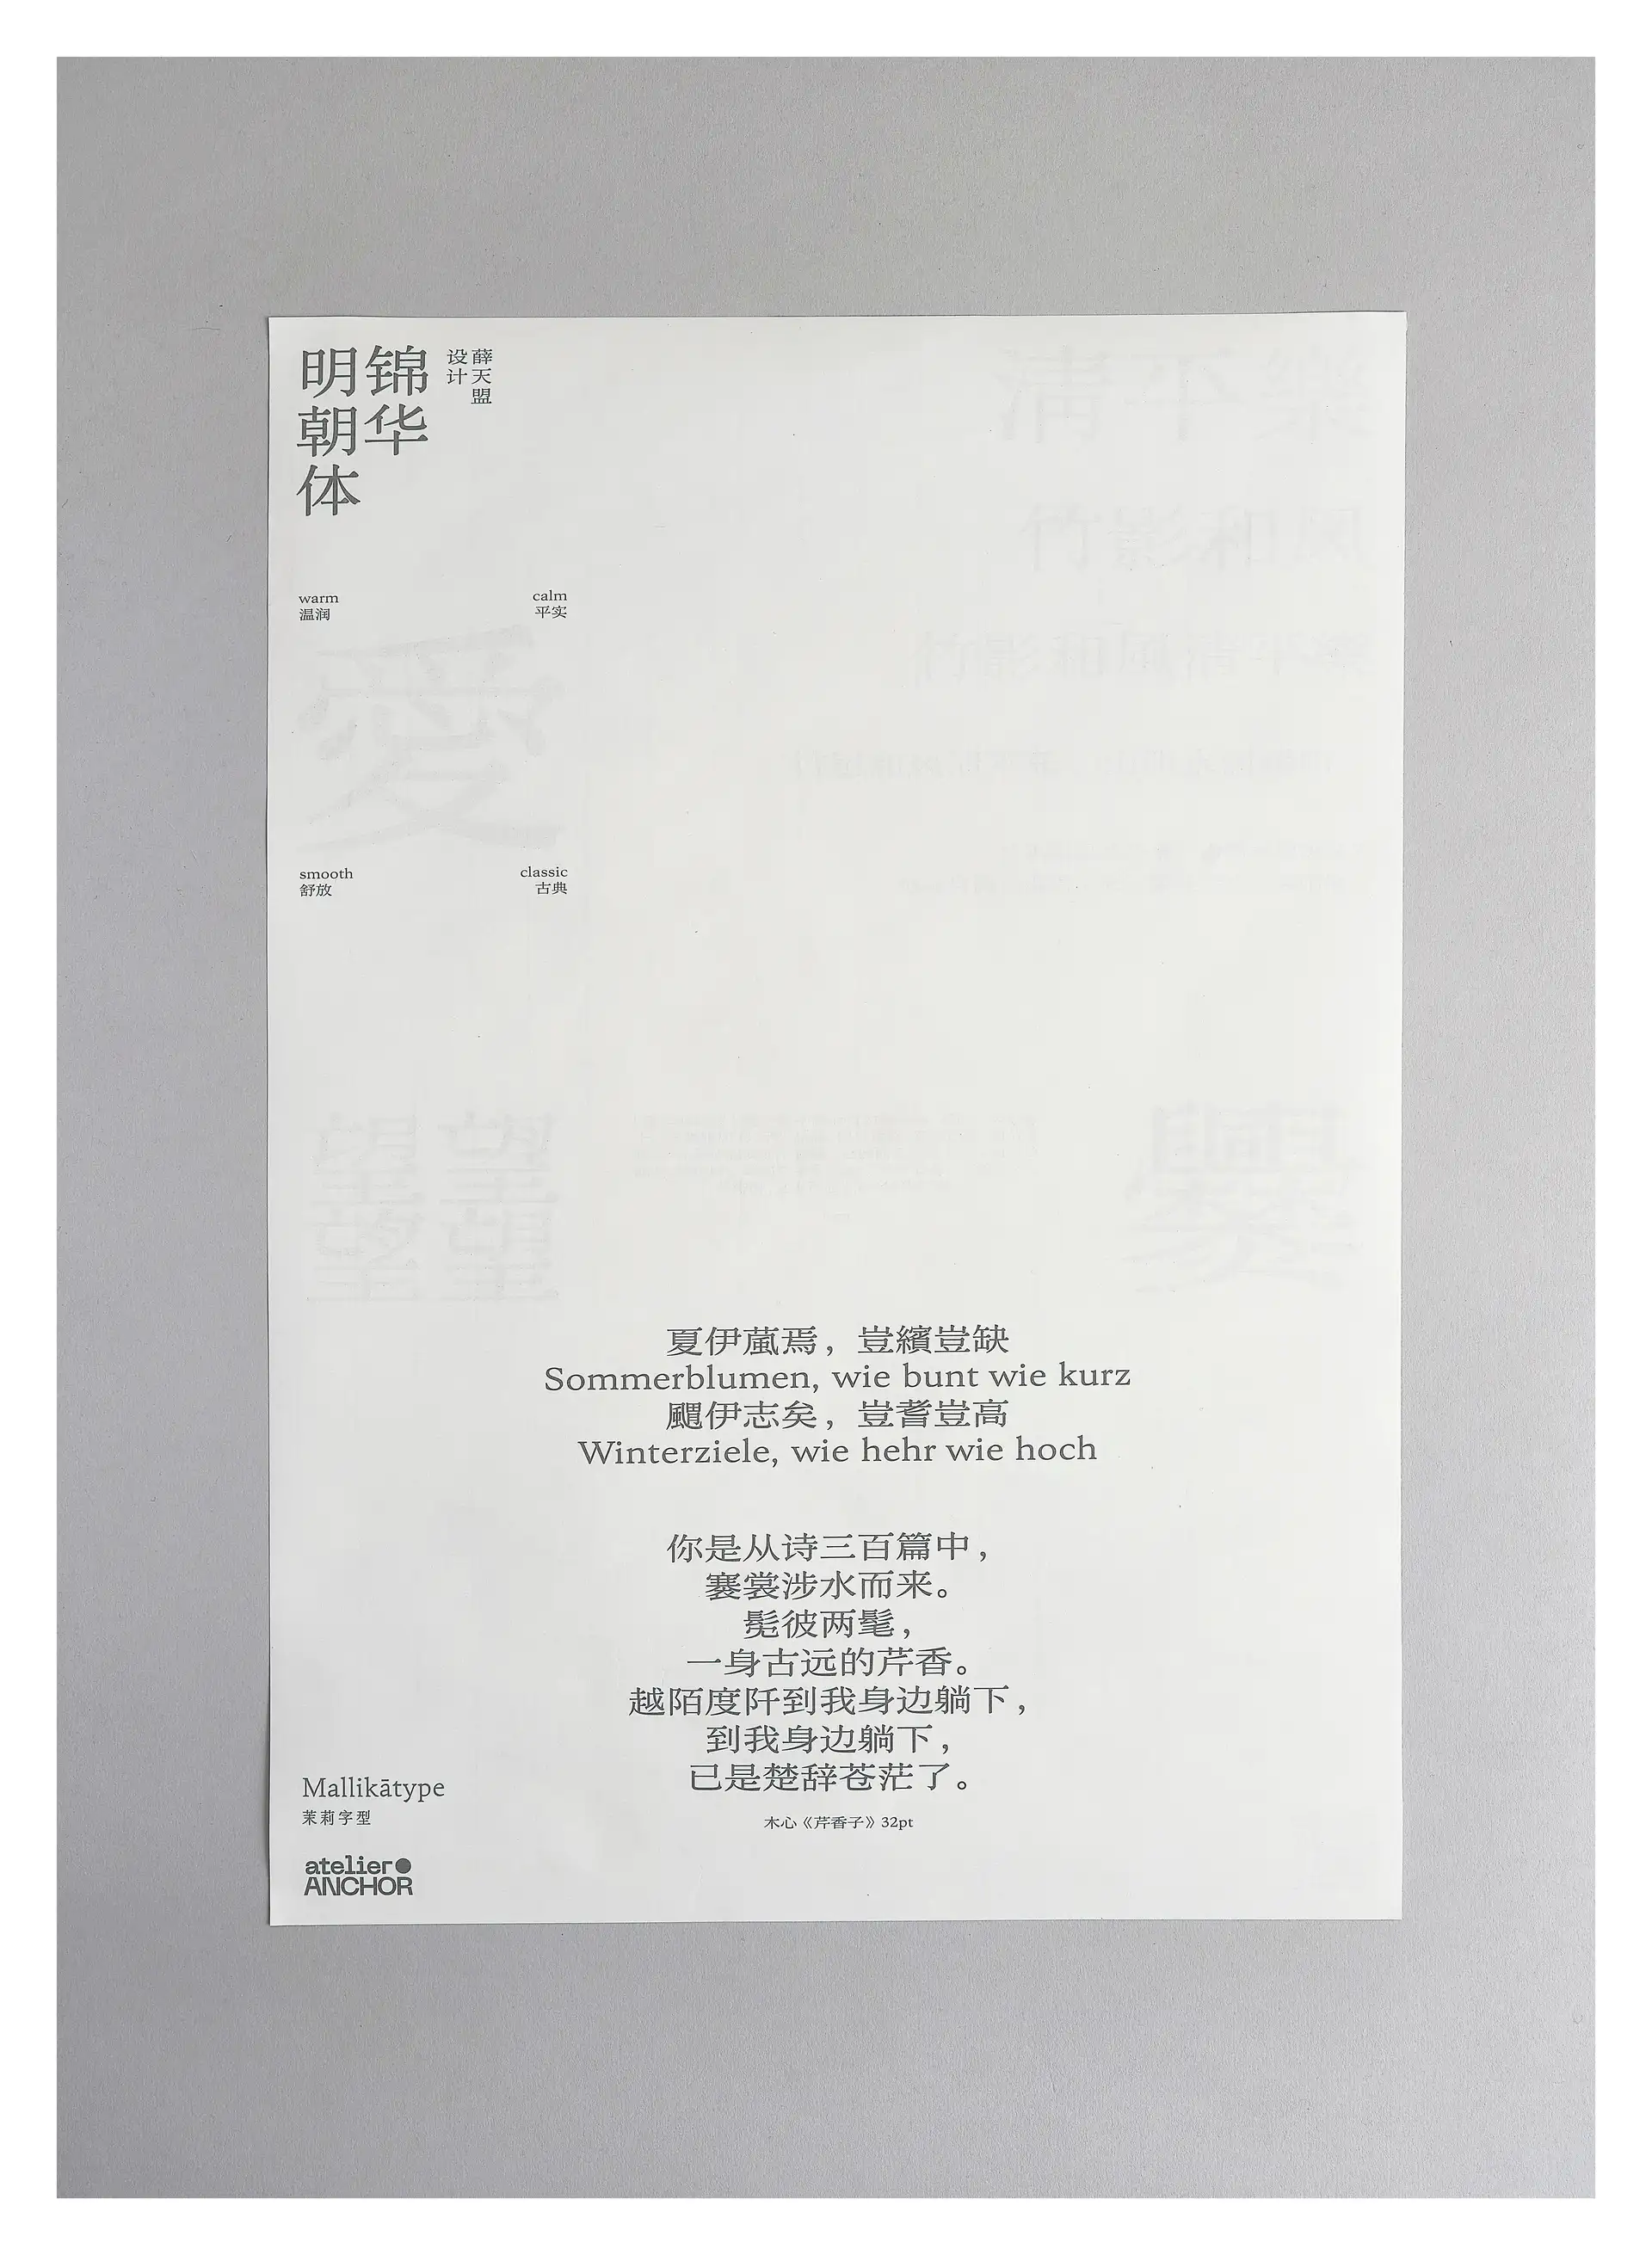 锦华
明朝体
薛天盟
设计
warm
温润
calm
平实
smooth
舒放
classic
古典
夏伊焉，豈繽豈缺
Sommerblumen, wie bunt wie kurz
伊志矣，豈耆豈高
Winterziele, wie hehr wie hoch
你是从诗三百篇中，
褰裳涉水而来。
髧彼两髦，
一身古远的芹香。
越陌度阡到我身边躺下，
到我身边躺下，
已是楚辞苍茫了。
木心《芹香子》32pt
Mallikātype
茉莉字型
atelier
ANCHOR